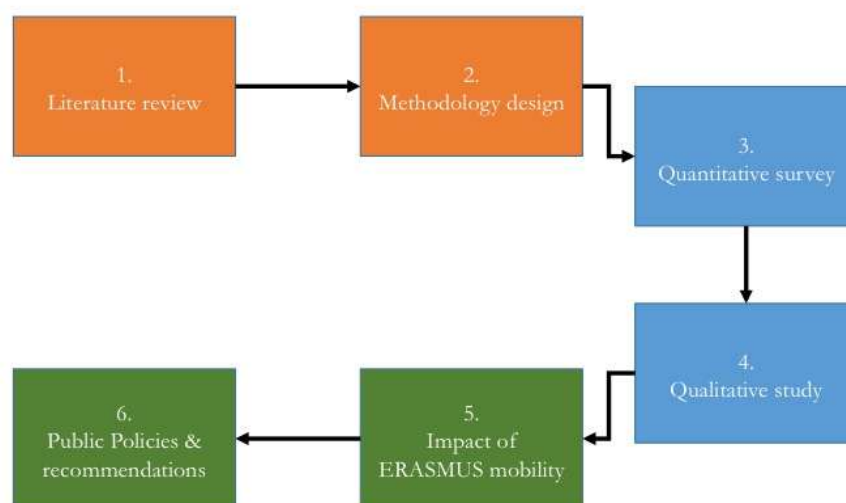 1.
Literature review
2.
Methodology design
3.
Quantitative survey
4.
Qualitative study
5.
Impact of
ERASMUS mobility
6.
Public Policies &
recommendations